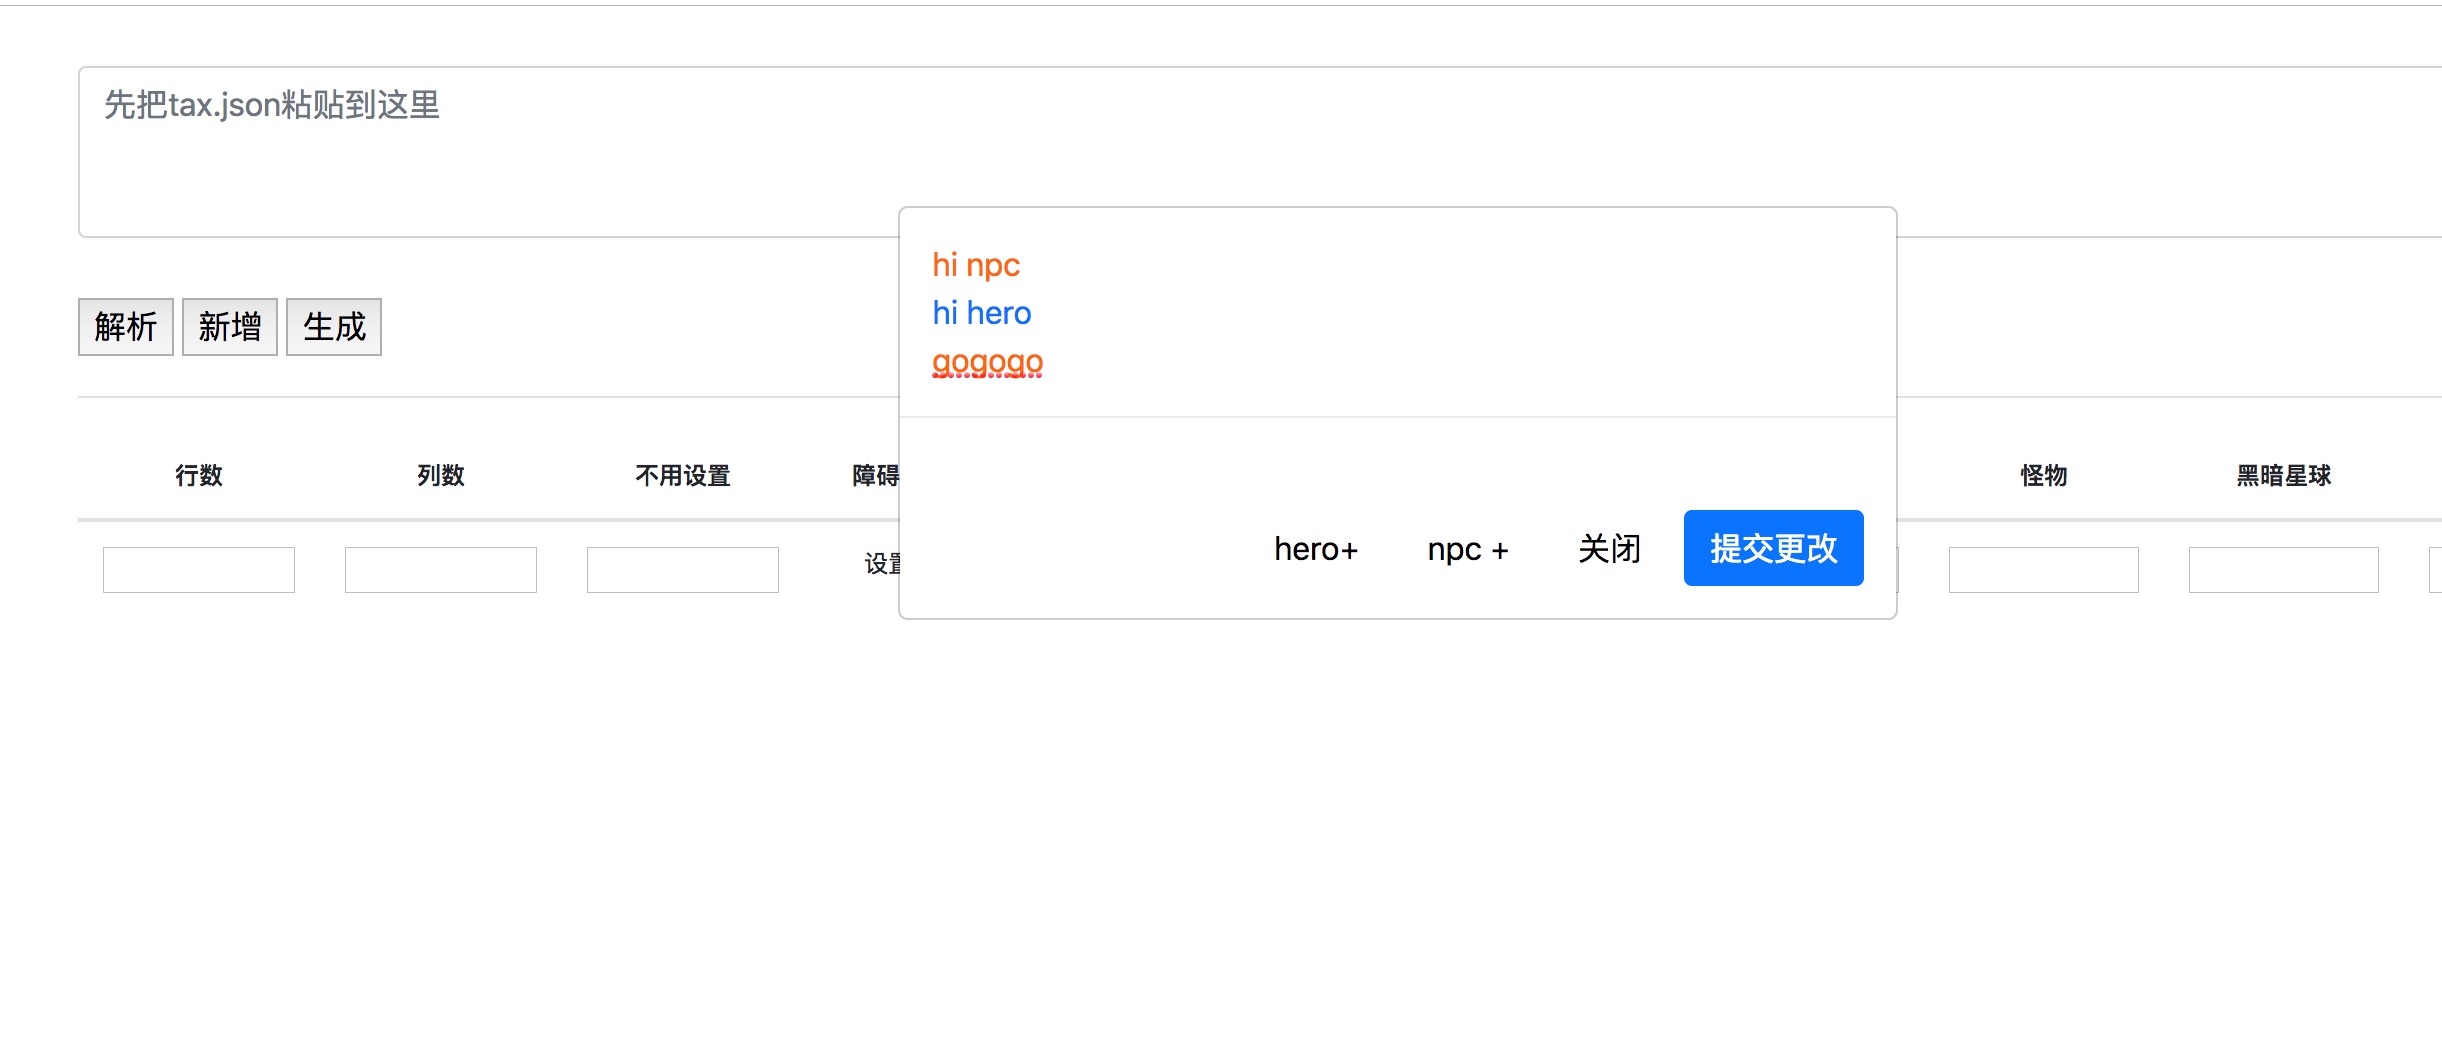 先把tax.json粘贴到这里
hi npc
hi hero
gogogo
解析 新增 生成
行数 列数 不用设置 障碍 怪物 黑暗星球
设置
hero+ npc + 关闭 提交更改